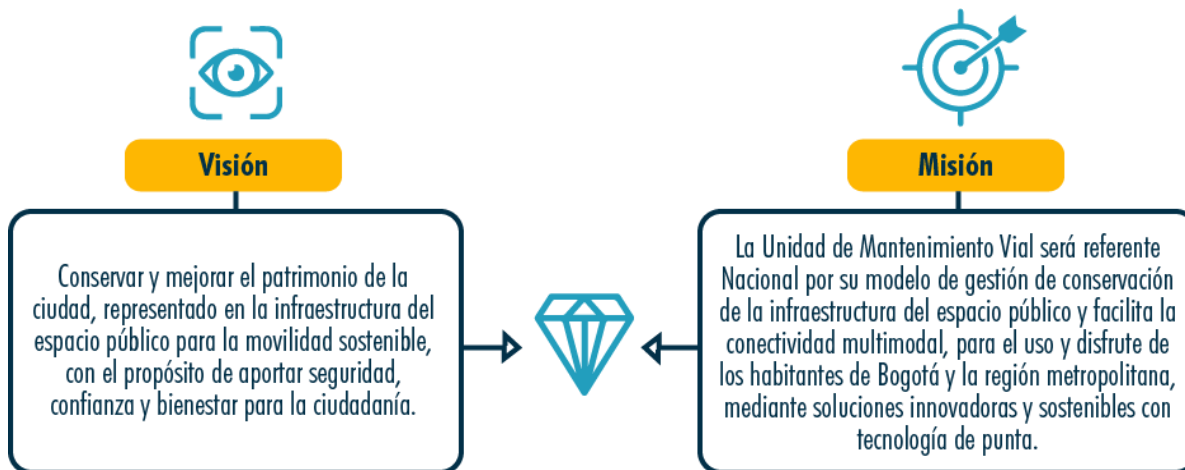 Visión
Conservar y mejorar el patrimonio de la
ciudad, representado en la infraestructura del
espacio público para la movilidad sostenible,
con el propósito de aportar seguridad,
confianza y bienestar para la ciudadanía.
Misión
La Unidad de Mantenimiento Vial será referente
Nacional por su modelo de gestión de conservación
de la infraestructura del espacio público y facilita la
conectividad multimodal, para el uso y disfrute de
los habitantes de Bogotá y la región metropolitana,
mediante soluciones innovadoras y sostenibles con
tecnología de punta.